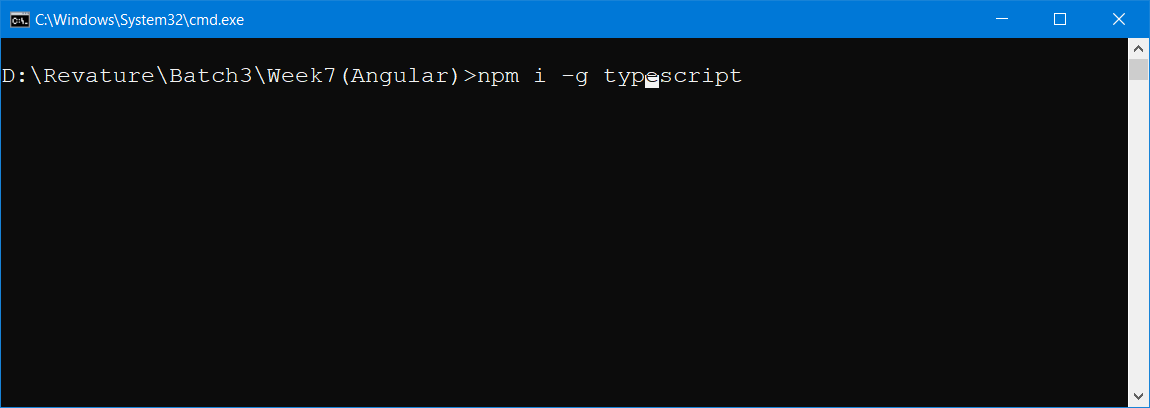 C:\Windows\System32\cmd.exe
D:\Revature\Batch3\Week7(Angular)>npm i -g typescript